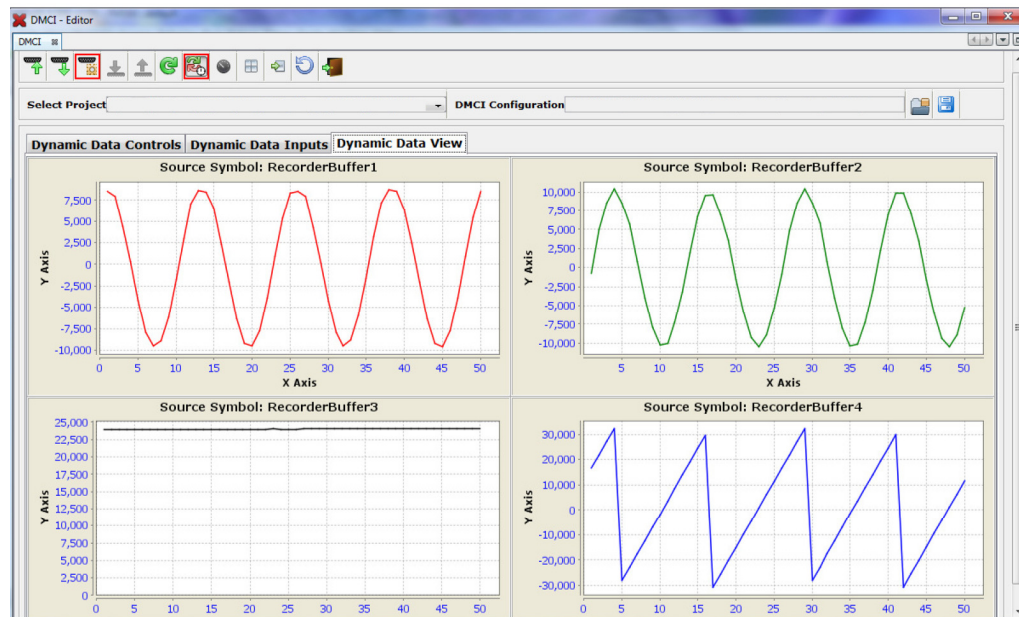 DMCI - Editor
DMCI
Select Project
DMCI Configuration
Dynamic Data Controls Dynamic Data Inputs Dynamic Data View
Source Symbol: RecorderBuffer1
7,500
5,000
2,500
0
-2,500
-5,000
-7,500
-10,000
Y Axis
0 5 10 15 20 25 30 35 40 45 50
X Axis
Source Symbol: RecorderBuffer2
10,000
7,500
5,000
2,500
0
-2,500
-5,000
-7,500
-10,000
Y Axis
5 10 15 20 25 30 35 40 45 50
X Axis
Source Symbol: RecorderBuffer3
25,000
22,500
20,000
17,500
15,000
12,500
10,000
7,500
5,000
2,500
0
Y Axis
0 5 10 15 20 25 30 35 40 45 50
Source Symbol: RecorderBuffer4
30,000
20,000
10,000
0
-10,000
-20,000
-30,000
Y Axis
5 10 15 20 25 30 35 40 45 50